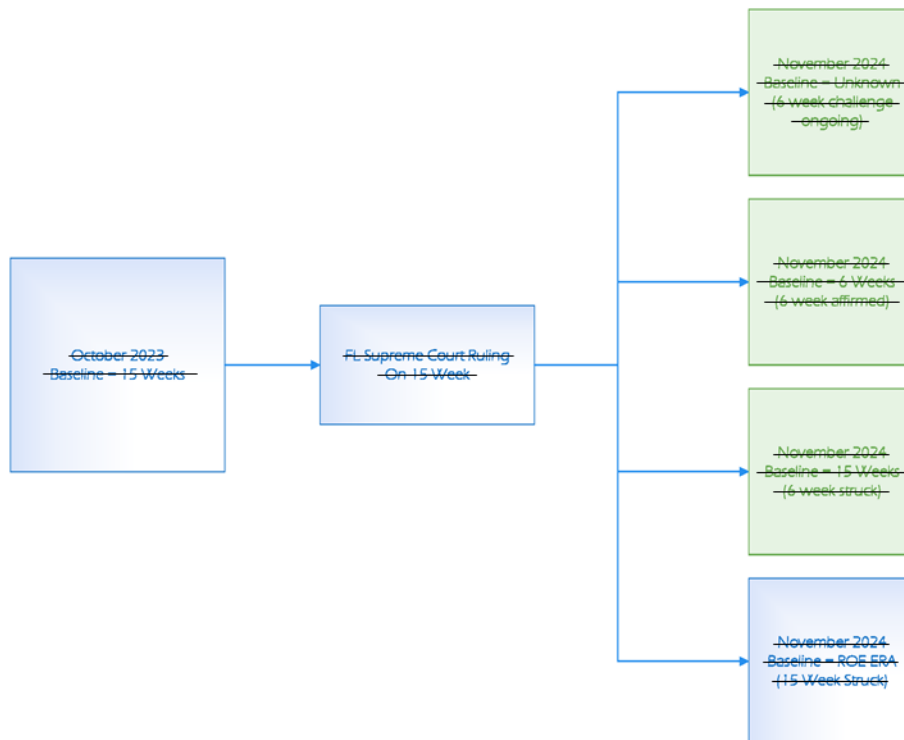 October 2023
Baseline = 15 Weeks
FL Supreme Court Ruling
On 15 Week
November 2024
Baseline = Unknown
(6 week challenge
ongoing)
November 2024
Baseline = 6 Weeks
(6 week affirmed)
November 2024
Baseline = 15 Weeks
(6 week struck)
November 2024
Baseline = ROE ERA
(15 Week Struck)